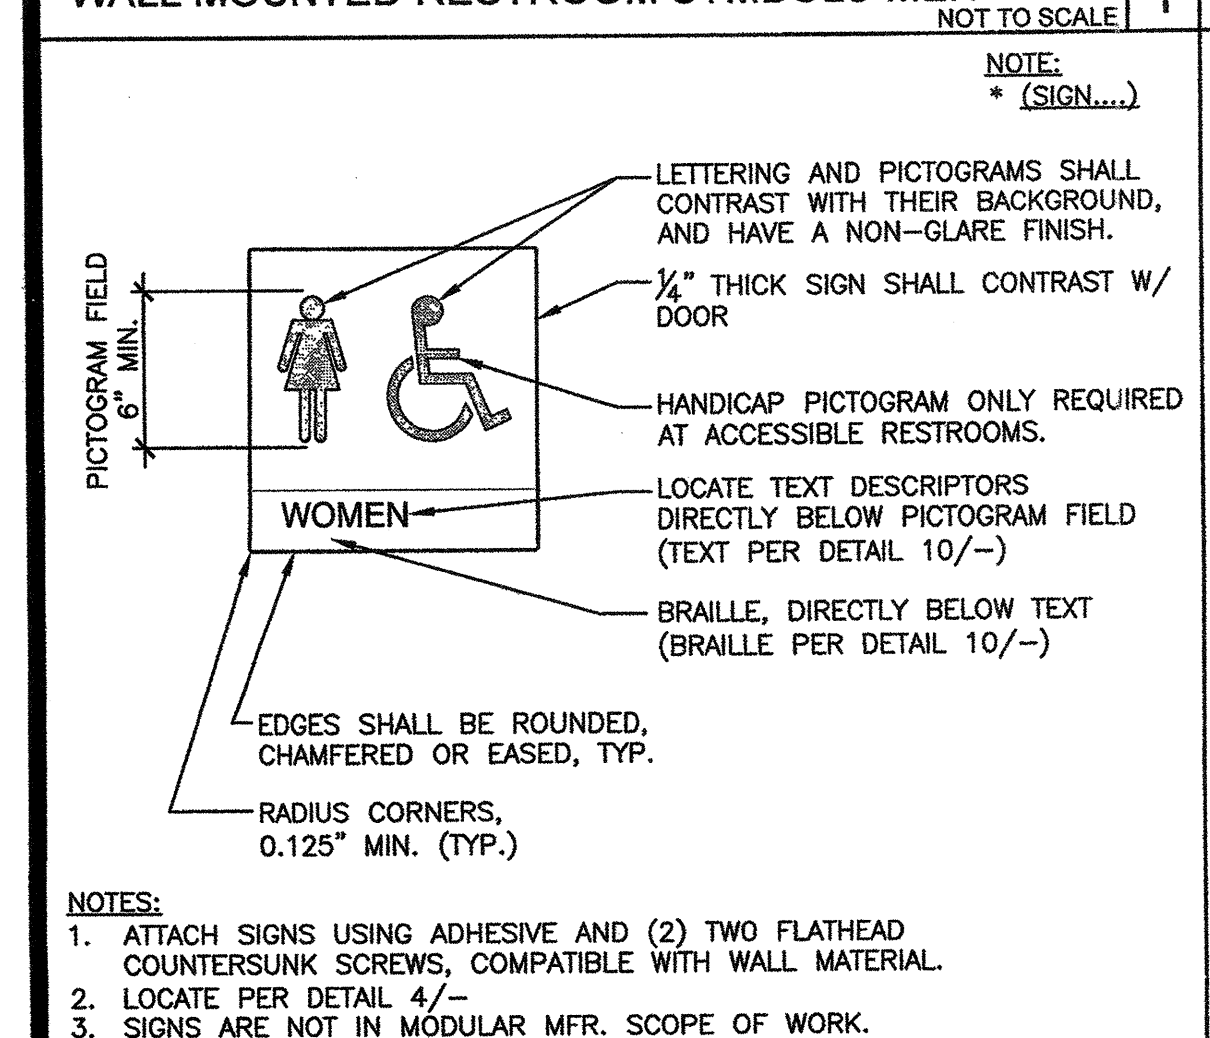 WALL MOUNTED RESTROOM SYMBOLS
NOT TO SCALE
NOTE:
* (SIGN....)
LETTERING AND PICTOGRAMS SHALL
CONTRAST WITH THEIR BACKGROUND,
AND HAVE A NON-GLARE FINISH.
1/4" THICK SIGN SHALL CONTRAST W/
DOOR
PICTOGRAM FIELD
6" MIN.
HANDICAP PICTOGRAM ONLY REQUIRED
AT ACCESSIBLE RESTROOMS.
LOCATE TEXT DESCRIPTORS
DIRECTLY BELOW PICTOGRAM FIELD
(TEXT PER DETAIL 10/-)
WOMEN
BRAILLE, DIRECTLY BELOW TEXT
(BRAILLE PER DETAIL 10/-)
EDGES SHALL BE ROUNDED,
CHAMFERED OR EASED, TYP.
RADIUS CORNERS,
0.125" MIN. (TYP.)
NOTES:
1. ATTACH SIGNS USING ADHESIVE AND (2) TWO FLATHEAD
COUNTERSUNK SCREWS, COMPATIBLE WITH WALL MATERIAL.
2. LOCATE PER DETAIL 4/-
3. SIGNS ARE NOT IN MODULAR MFR. SCOPE OF WORK.